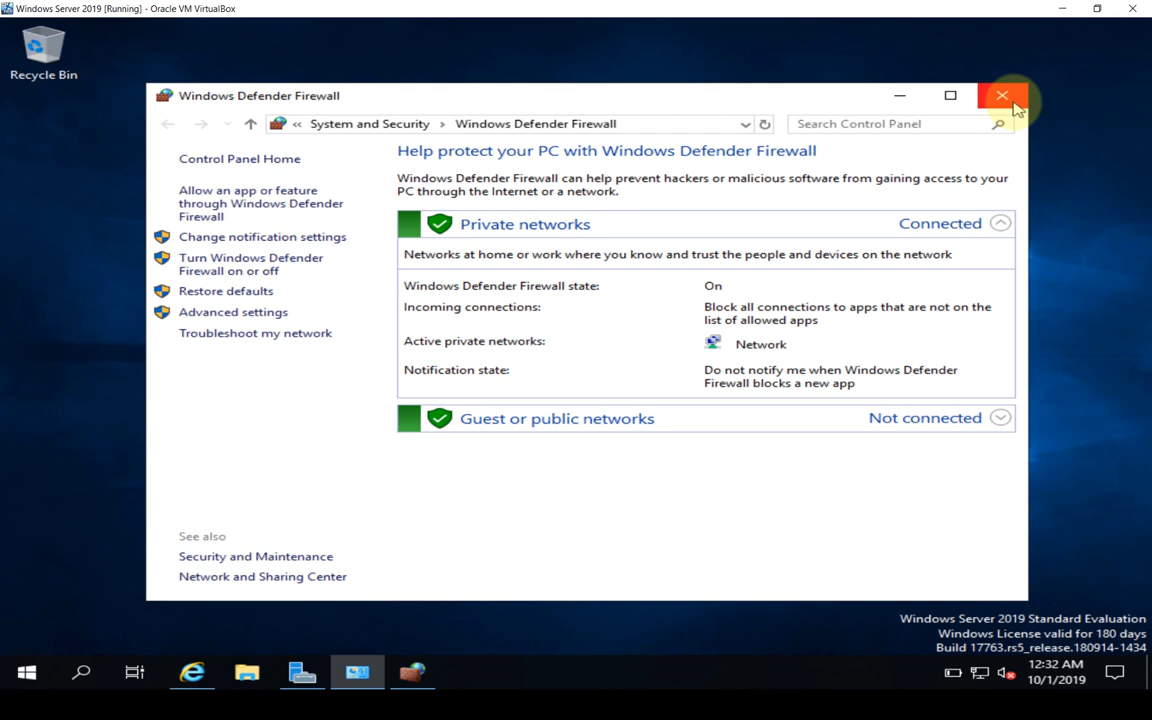 Windows Server 2019 [Running] - Oracle VM VirtualBox
Recycle Bin
Windows Defender Firewall
« System and Security › Windows Defender Firewall
Search Control Panel
Control Panel Home
Allow an app or feature
through Windows Defender
Firewall
Change notification settings
Turn Windows Defender
Firewall on or off
Restore defaults
Advanced settings
Troubleshoot my network
See also
Security and Maintenance
Network and Sharing Center
Help protect your PC with Windows Defender Firewall
Windows Defender Firewall can help prevent hackers or malicious software from gaining access to your
PC through the Internet or a network.
Private networks Connected
Networks at home or work where you know and trust the people and devices on the network
Windows Defender Firewall state: On
Incoming connections: Block all connections to apps that are not on the
list of allowed apps
Active private networks: Network
Notification state: Do not notify me when Windows Defender
Firewall blocks a new app
Guest or public networks Not connected
Windows Server 2019 Standard Evaluation
Windows License valid for 180 days
Build 17763.rs5_release.180914-1434
12:32 AM
10/1/2019